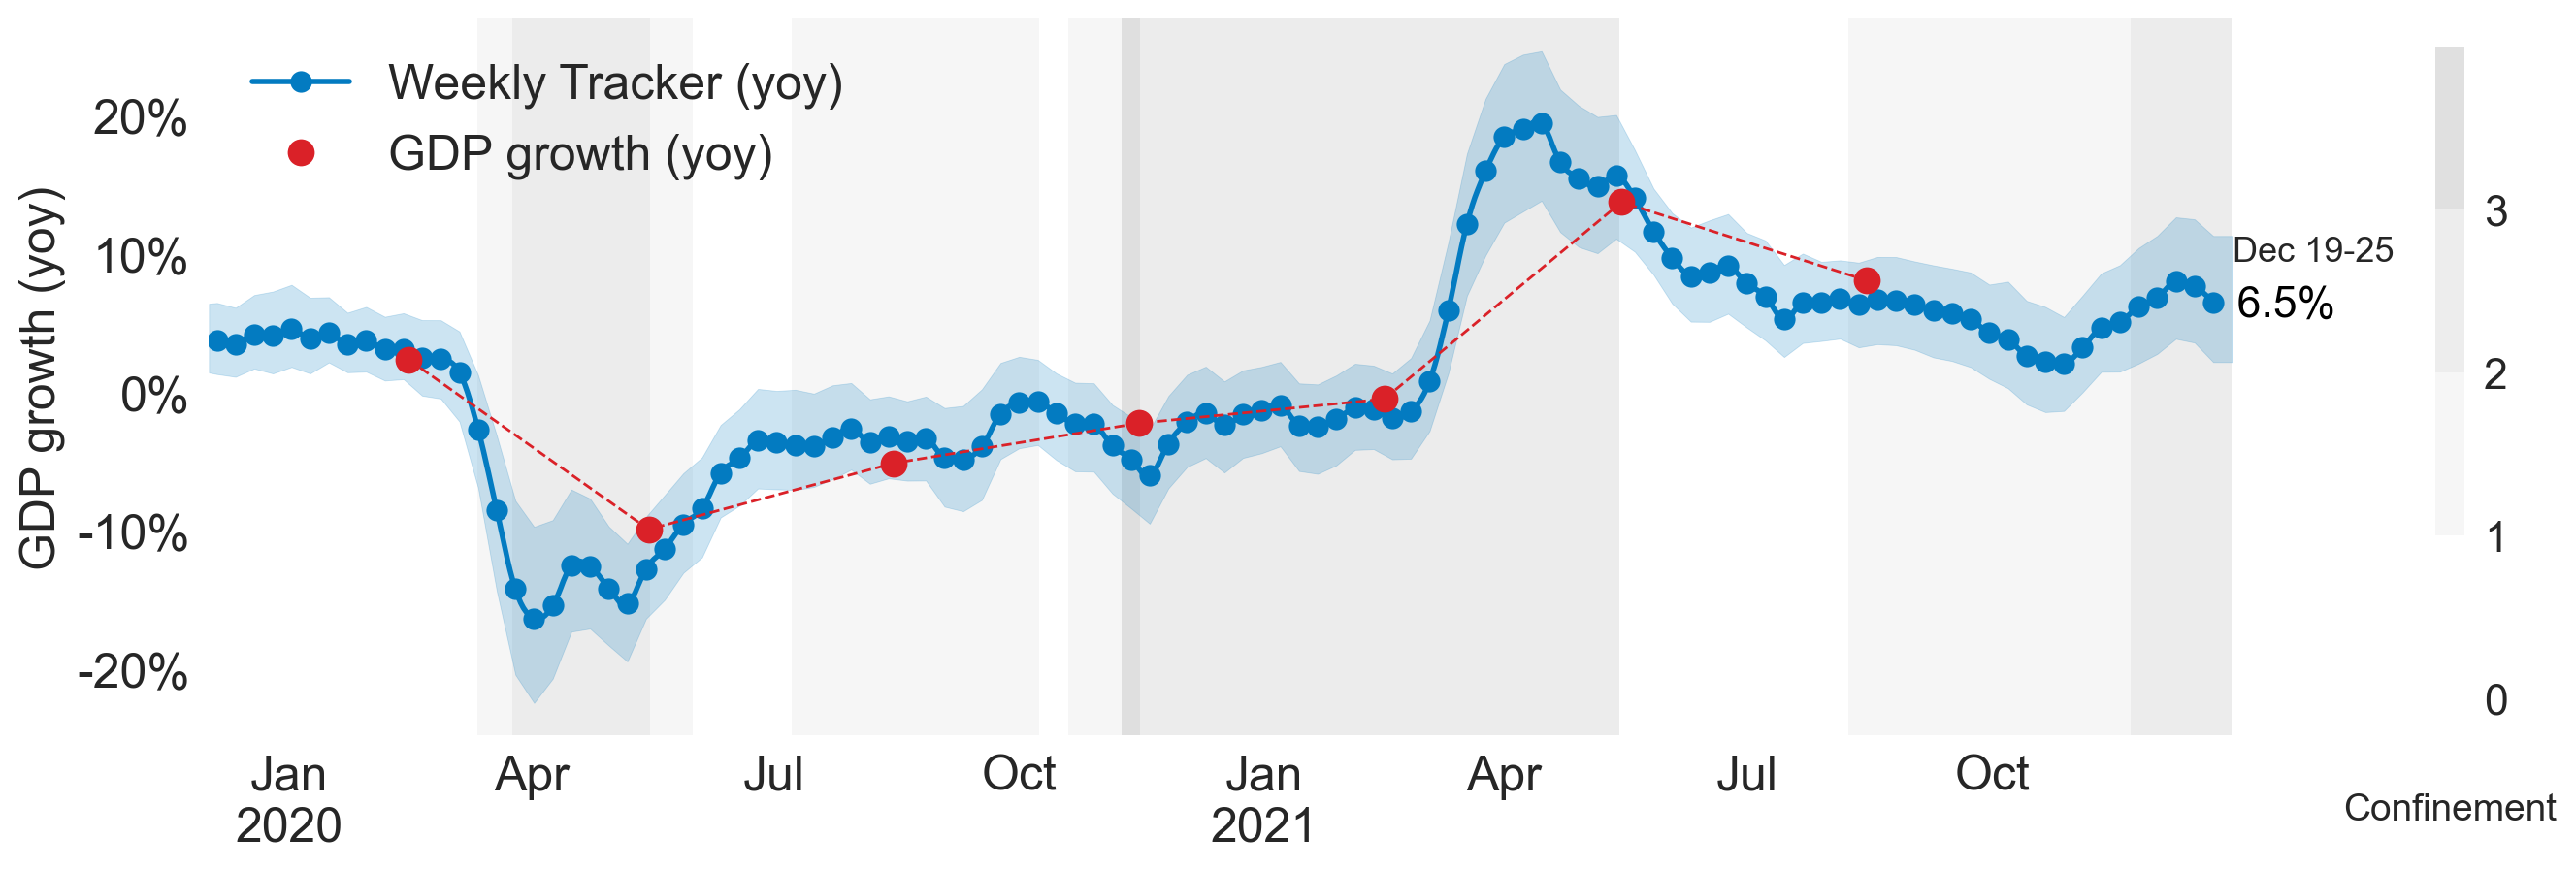 Weekly Tracker (yoy)
GDP growth (yoy)
GDP growth (yoy)
20%
10%
0%
-10%
-20%
Dec 19-25
6.5%
3
2
1
0
Jan Apr Jul Oct Jan Apr Jul Oct
2020 2021
Confinement